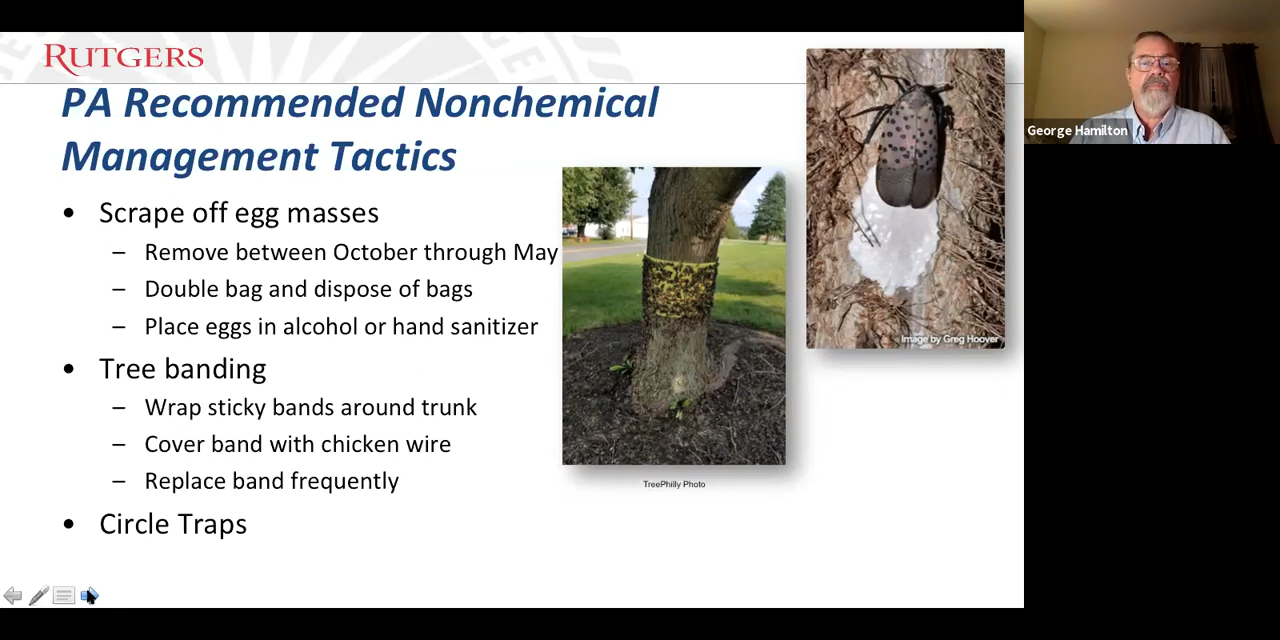 RUTGERS
PA Recommended Nonchemical
Management Tactics
• Scrape off egg masses
– Remove between October through May
– Double bag and dispose of bags
– Place eggs in alcohol or hand sanitizer
• Tree banding
– Wrap sticky bands around trunk
– Cover band with chicken wire
– Replace band frequently
• Circle Traps
Image by Greg Hoover
TreePhilly Photo
George Hamilton